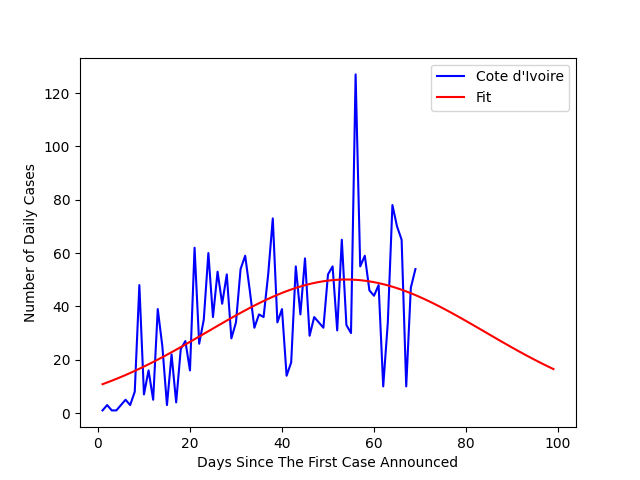 Cote d'Ivoire
Fit
Number of Daily Cases
120
100
80
60
40
20
0
0 20 40 60 80 100
Days Since The First Case Announced